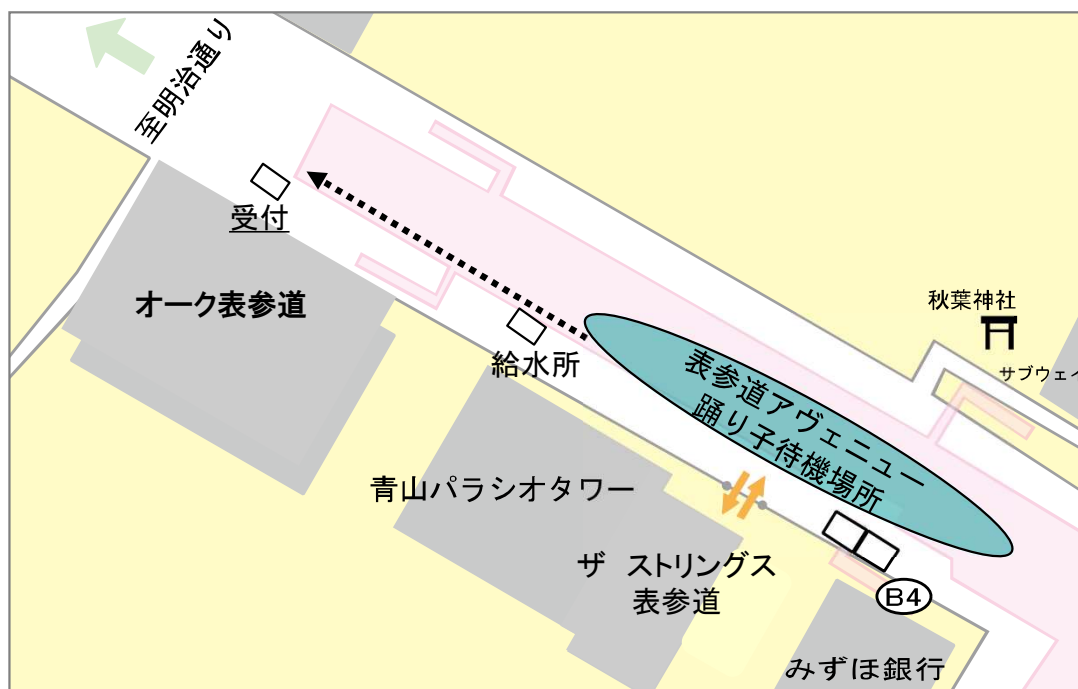 至明治通り
受付
オーク表参道
給水所
秋葉神社
サブウェイ
表参道アヴェニュー
踊り子待機場所
青山パラシオタワー
ザ ストリングス
表参道
B4
みずほ銀行